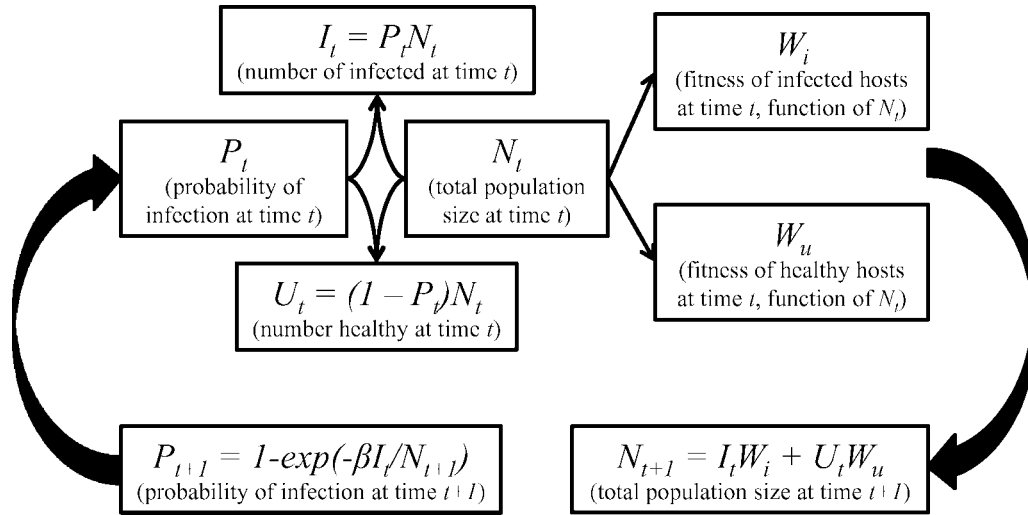 I_t = P_tN_t
(number of infected at time t)
P_t
(probability of
infection at time t)
N_t
(total population
size at time t)
U_t = (1 – P_t)N_t
(number healthy at time t)
W_i
(fitness of infected hosts
at time t, function of N_t)
W_u
(fitness of healthy hosts
at time t, function of N_t)
P_{t+1} = 1-exp(-βI_t/N_{t+1})
(probability of infection at time t+1)
N_{t+1} = I_tW_i + U_tW_u
(total population size at time t+1)